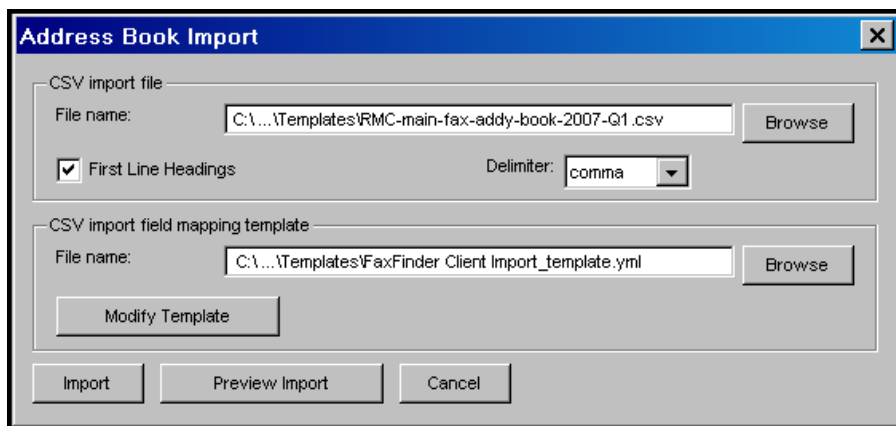 Address Book Import
CSV import file
File name: C:\...\Templates\RMC-main-fax-addy-book-2007-Q1.csv Browse
First Line Headings Delimiter: comma
CSV import field mapping template
File name: C:\...\Templates\FaxFinder Client Import_template.yml Browse
Modify Template
Import Preview Import Cancel